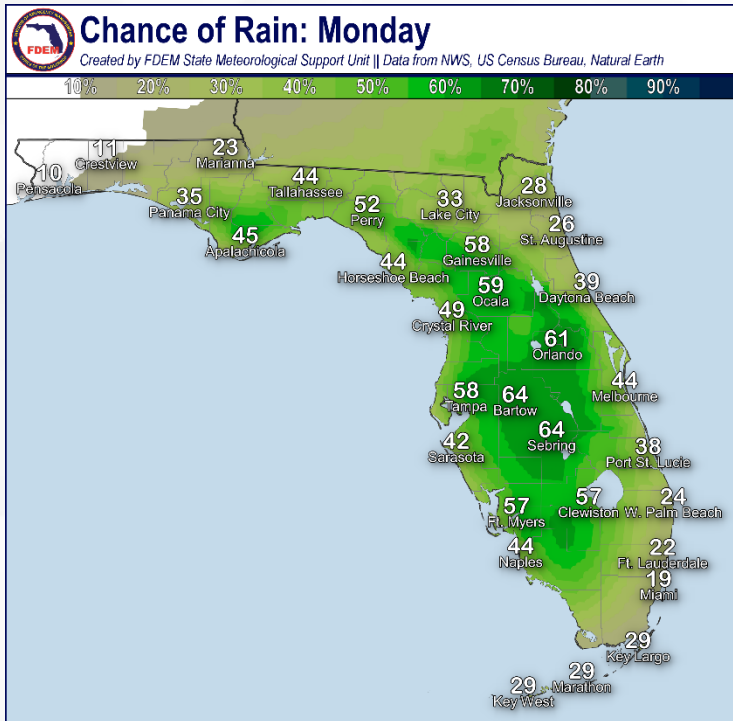 FDEM
Chance of Rain: Monday
Created by FDEM State Meteorological Support Unit || Data from NWS, US Census Bureau, Natural Earth
10% 20% 30% 40% 50% 60% 70% 80% 90%
11
Crestview
23
Marianna
10
Pensacola
44
Tallahassee
35
Panama City
52
Perry
33
Lake City
28
Jacksonville
45
Apalachicola
26
St. Augustine
58
Gainesville
44
Horseshoe Beach
59
Ocala
39
Daytona Beach
49
Crystal River
61
Orlando
58
Tampa
64
Bartow
44
Melbourne
64
Sebring
42
Sarasota
38
Port St. Lucie
57
Ft. Myers
57
Clewiston
24
W. Palm Beach
44
Naples
22
Ft. Lauderdale
19
Miami
29
Key Largo
29
Marathon
29
Key West